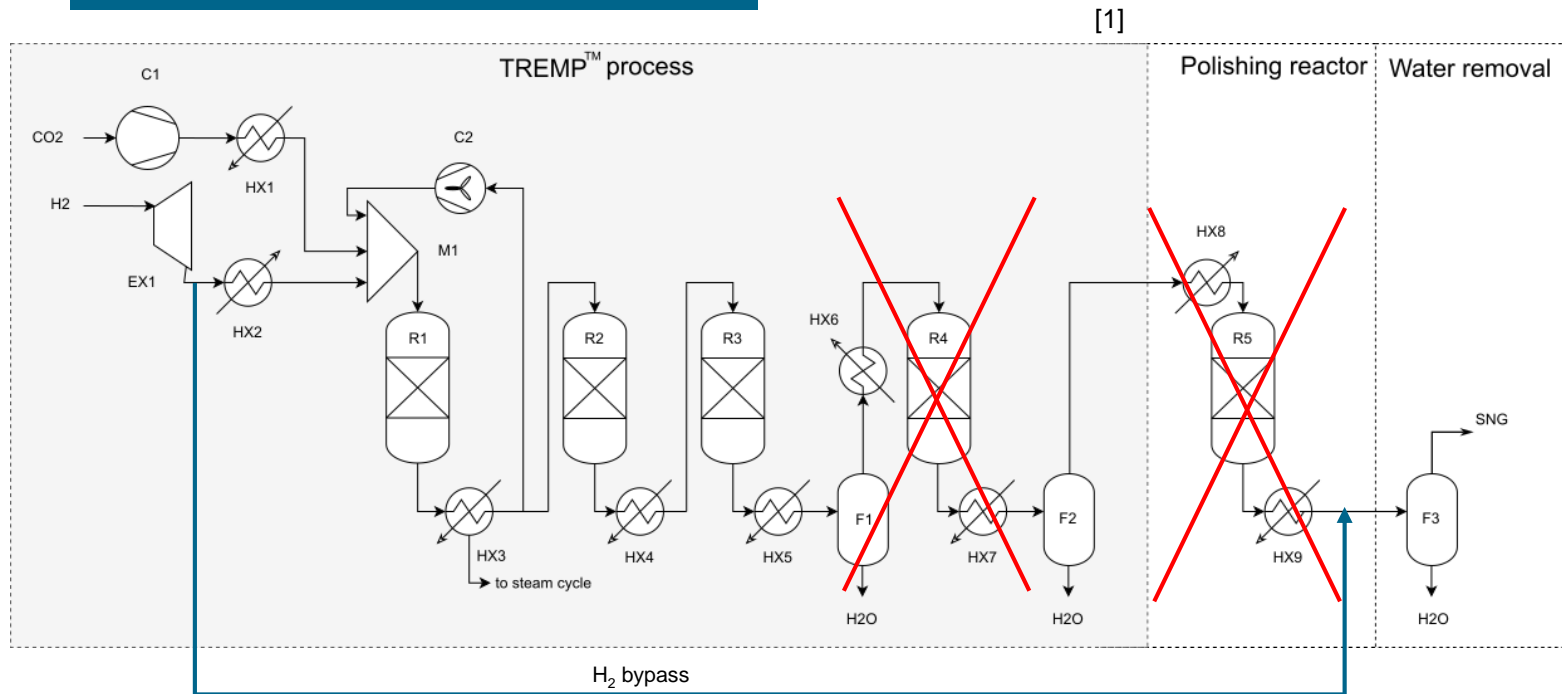 [1]
TREMP™ process
Polishing reactor
Water removal
C1
CO2
HX1
C2
H2
M1
EX1
HX2
HX8
R1
R2
R3
HX6
R4
R5
SNG
HX3
HX4
HX5
F1
HX7
F2
HX9
F3
to steam cycle
H2O
H2O
H2O
H₂ bypass